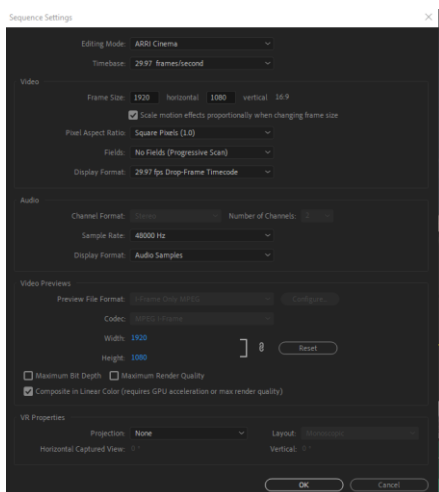 Sequence Settings
Editing Mode: ARRI Cinema
Timebase: 29.97 frames/second
Video
Frame Size: 1920 horizontal 1080 vertical 16:9
Scale motion effects proportionally when changing frame size
Pixel Aspect Ratio: Square Pixels (1.0)
Fields: No Fields (Progressive Scan)
Display Format: 29.97 fps Drop-Frame Timecode
Audio
Channel Format: Stereo Number of Channels: 2
Sample Rate: 48000 Hz
Display Format: Audio Samples
Video Previews
Preview File Format: I-Frame Only MPEG Configure...
Codec: MPEG I-Frame
Width: 1920
Height: 1080
Reset
Maximum Bit Depth Maximum Render Quality
Composite in Linear Color (requires GPU acceleration or max render quality)
VR Properties
Projection: None Layout: Monoscopic
Horizontal Captured View: 0° Vertical: 0°
OK Cancel